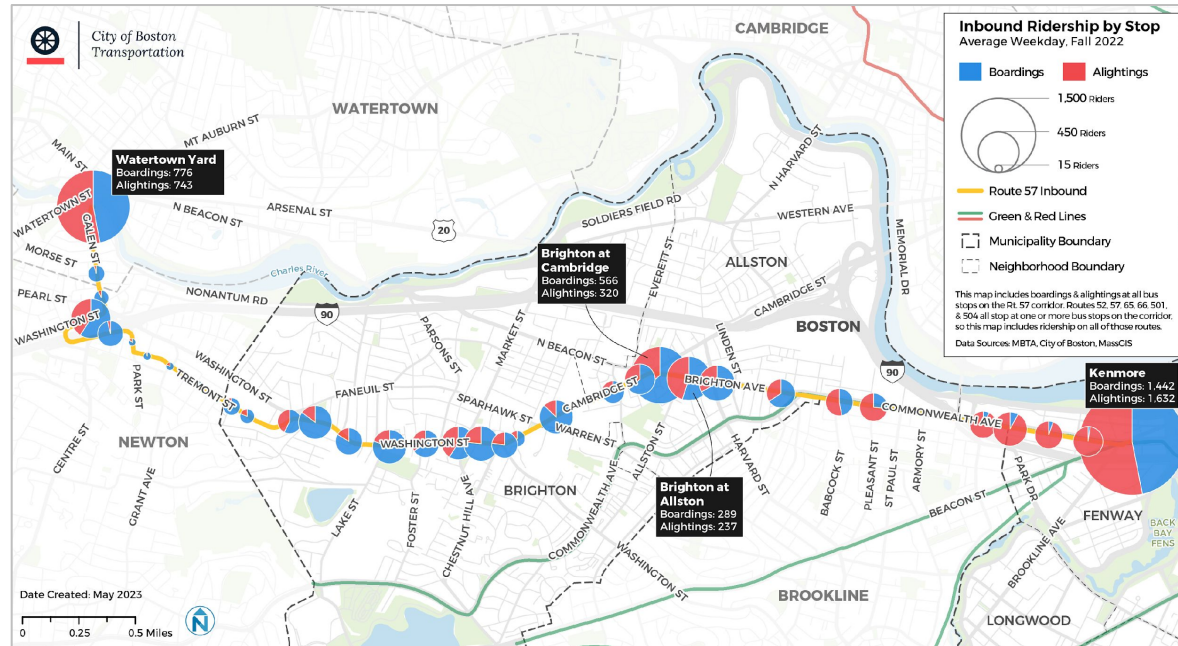 City of Boston
Transportation
CAMBRIDGE
WATERTOWN
MT AUBURN ST
MAIN ST
Watertown Yard
Boardings: 776
Alightings: 743
WATERTOWN ST
GALEN ST
N BEACON ST
ARSENAL ST
20
MORSE ST
PEARL ST
WASHINGTON ST
Charles River
NONANTUM RD
90
SOLDIERS FIELD RD
N HARVARD ST
WESTERN AVE
MEMORIAL DR
EVERETT ST
ALLSTON
CAMBRIDGE ST
BOSTON
Brighton at
Cambridge
Boardings: 566
Alightings: 320
PARSONS ST
MARKET ST
N BEACON ST
LINDEN ST
90
WASHINGTON ST
TREMONT ST
PARK ST
FANEUIL ST
SPARHAWK ST
CAMBRIDGE ST
BRIGHTON AVE
COMMONWEALTH AVE
WARREN ST
WASHINGTON ST
CENTRE ST
NEWTON
GRANT AVE
LAKE ST
FOSTER ST
CHESTNUT HILL AVE
BRIGHTON
COMMONWEALTH AVE
ALLSTON ST
HARVARD ST
BABCOCK ST
PLEASANT ST
ST PAUL ST
ARMORY ST
PARK DR
BEACON ST
Brighton at
Allston
Boardings: 289
Alightings: 237
WASHINGTON ST
BROOKLINE
BROOKLINE AVE
LONGWOOD
FENWAY
BACK
BAY
FENS
Kenmore
Boardings: 1,442
Alightings: 1,632
Inbound Ridership by Stop
Average Weekday, Fall 2022
Boardings
Alightings
1,500 Riders
450 Riders
15 Riders
Route 57 Inbound
Green & Red Lines
Municipality Boundary
Neighborhood Boundary
This map includes boardings & alightings at all bus
stops on the Rt. 57 corridor. Routes 52, 57, 65, 66, 501,
& 504 all stop at one or more bus stops on the corridor,
so this map includes ridership on all of those routes.
Data Sources: MBTA, City of Boston, MassGIS
Date Created: May 2023
0 0.25 0.5 Miles
N